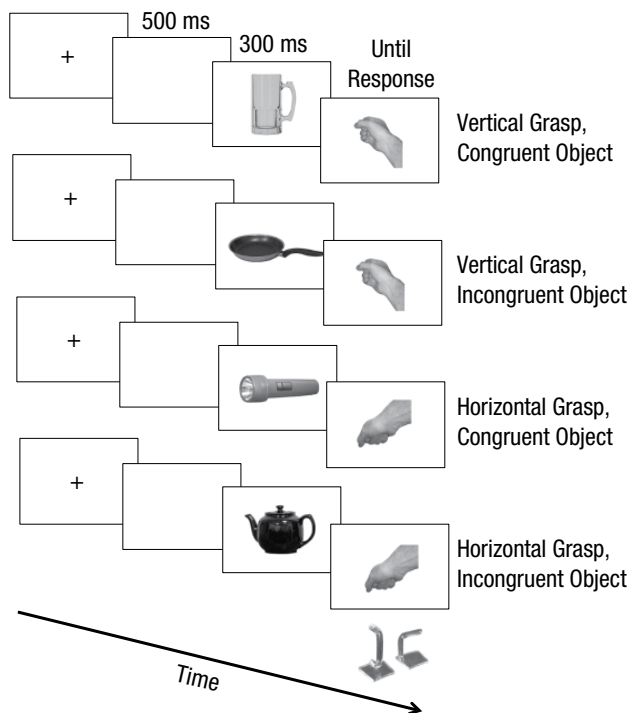 500 ms
300 ms
Until
Response
+
Vertical Grasp,
Congruent Object
+
Vertical Grasp,
Incongruent Object
+
Horizontal Grasp,
Congruent Object
+
Horizontal Grasp,
Incongruent Object
Time